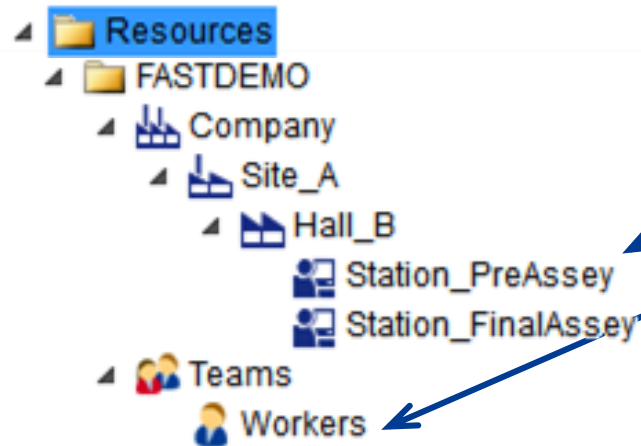 Resources
FASTDEMO
Company
Site_A
Hall_B
Station_PreAssey
Station_FinalAssey
Teams
Workers